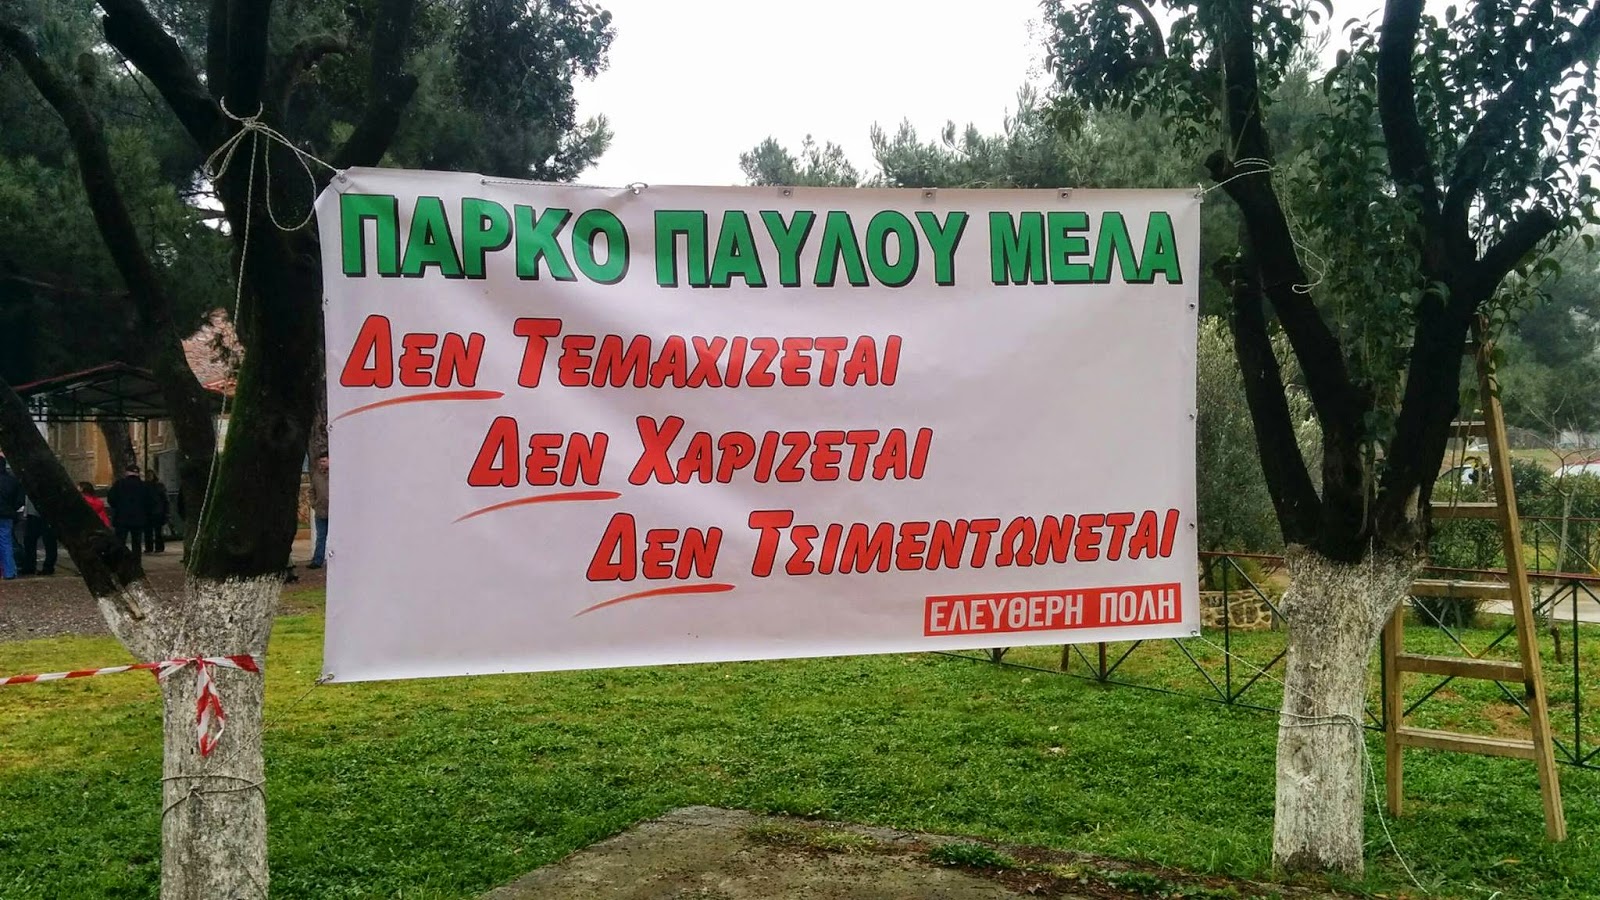 ΠΑΡΚΟ ΠΑΥΛΟΥ ΜΕΛΑ
ΔΕΝ ΤΕΜΑΧΙΖΕΤΑΙ
ΔΕΝ ΧΑΡΙΖΕΤΑΙ
ΔΕΝ ΤΣΙΜΕΝΤΩΝΕΤΑΙ
ΕΛΕΥΘΕΡΗ ΠΟΛΗ